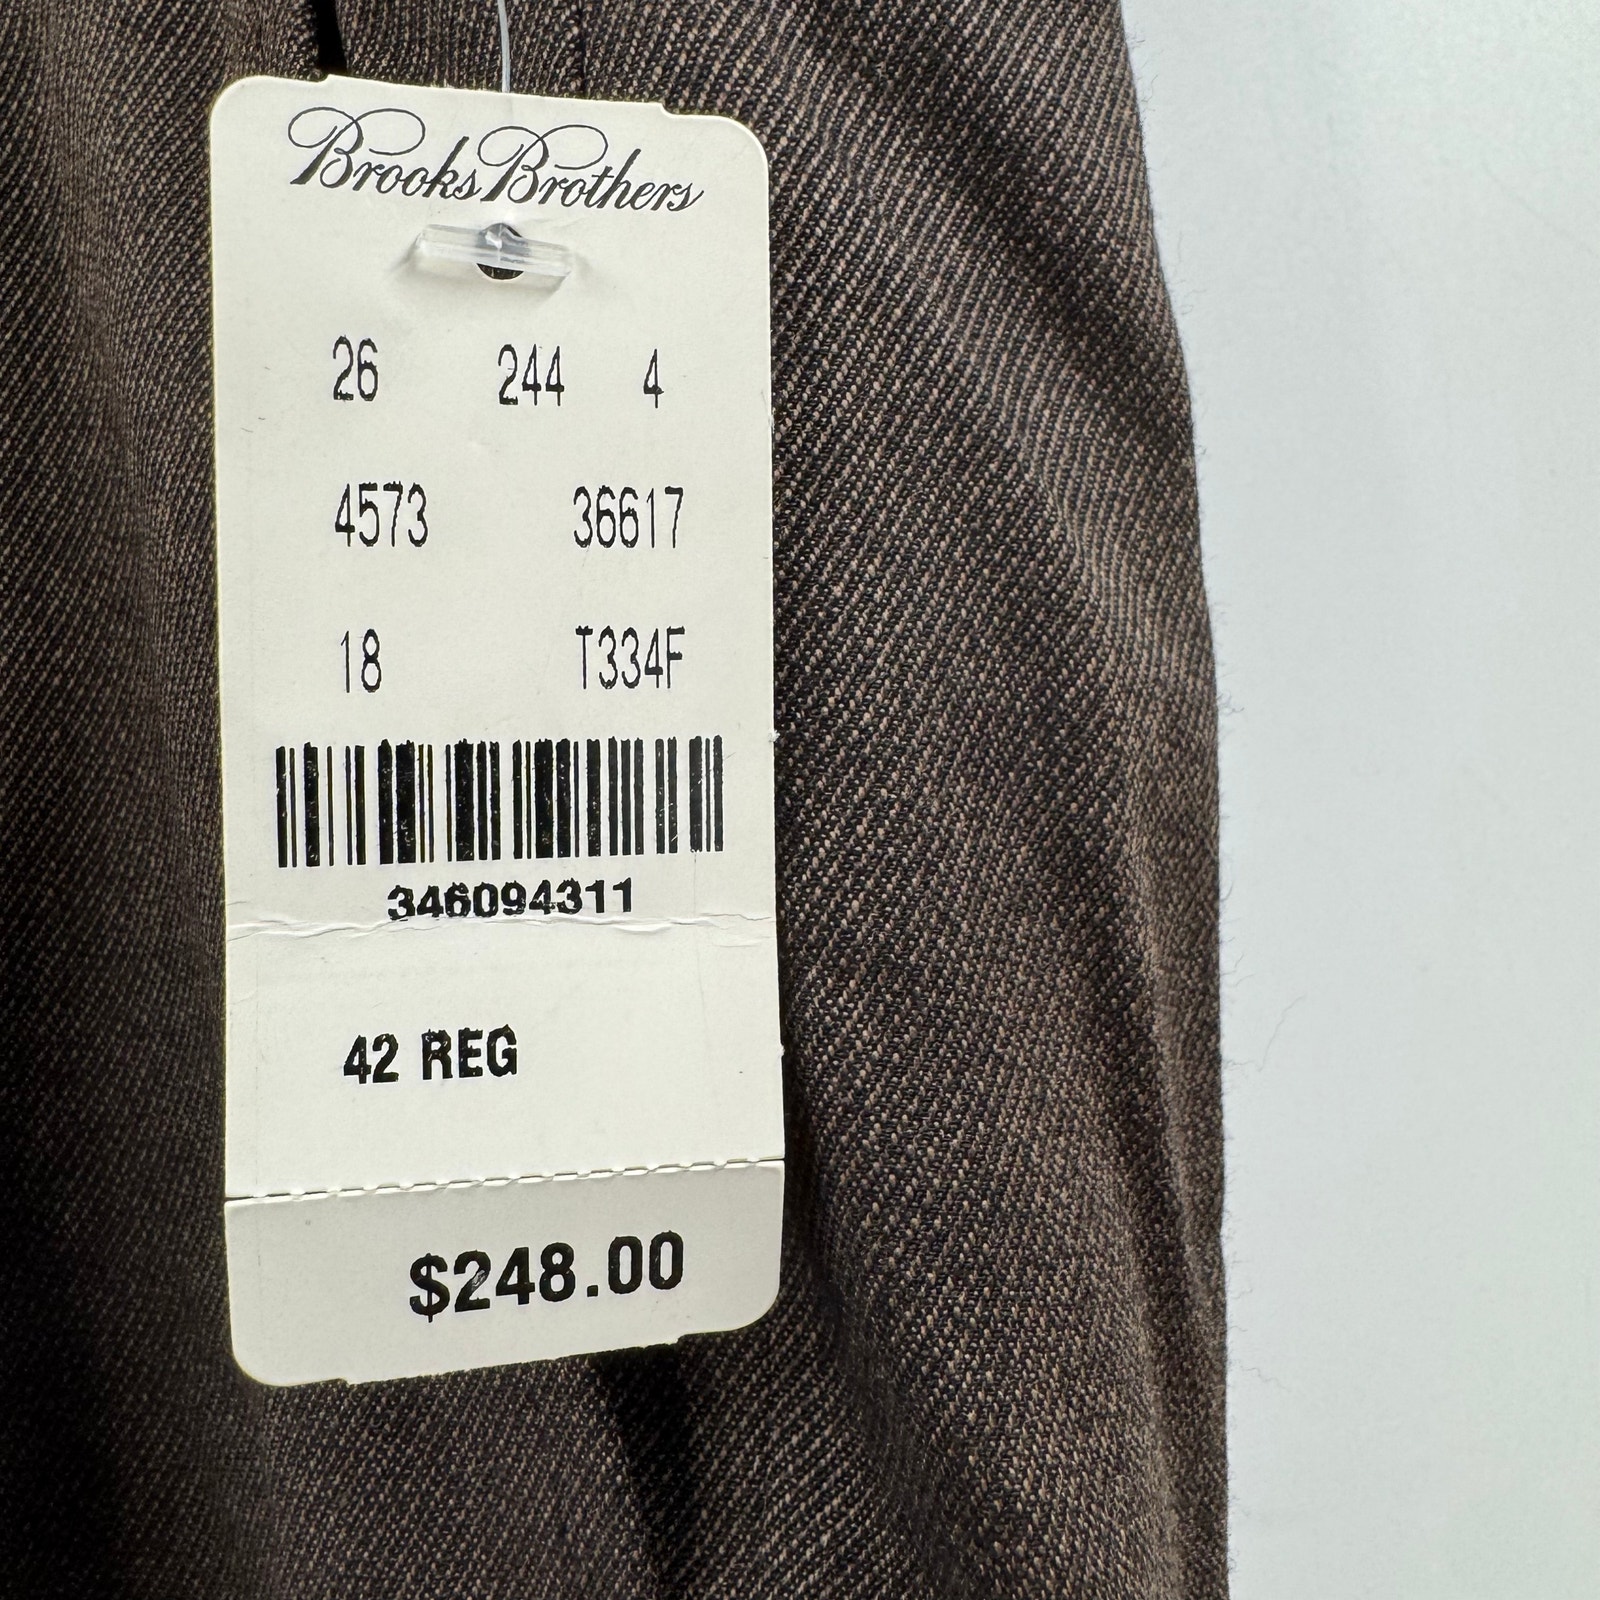 Brooks Brothers
26 244 4
4573 36617
18 T334F
346094311
42 REG
$248.00